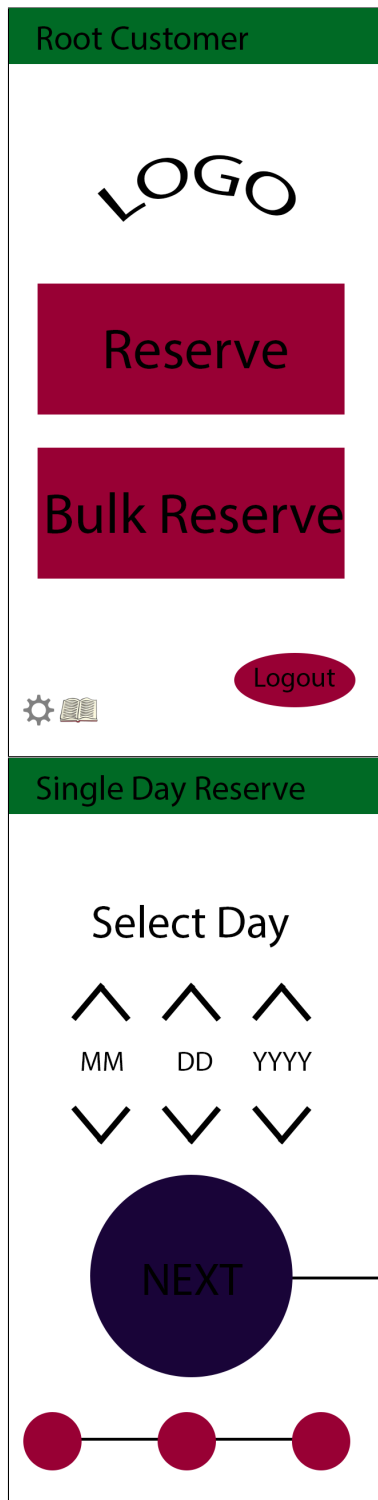 Root Customer
LOGO
Reserve
Bulk Reserve
Logout
Single Day Reserve
Select Day
MM DD YYYY
NEXT